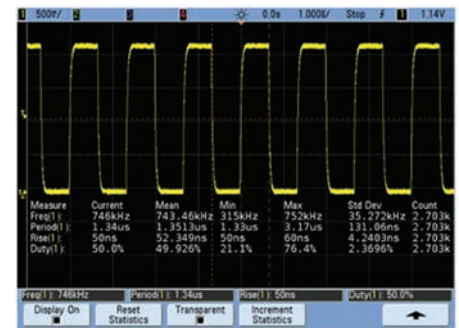 1 500▽/ 2 3 4 0.0s 1.000▽/ Stop 1 1.14V
Measure Current Mean Min Max Std Dev Count
Freq(1): 746kHz 743.46kHz 315kHz 752kHz 35.272kHz 2.703k
Period(1): 1.34us 1.3513us 1.33us 3.17us 131.06ns 2.703k
Rise(1): 50ns 52.349ns 50ns 60ns 4.2403ns 2.703k
Duty(1): 50.0% 49.926% 21.1% 76.4% 2.3696% 2.703k
Freq(1): 746kHz Period(1): 1.34us Rise(1): 50ns Duty(1): 50.0%
Display On Reset Statistics Transparent Increment Statistics